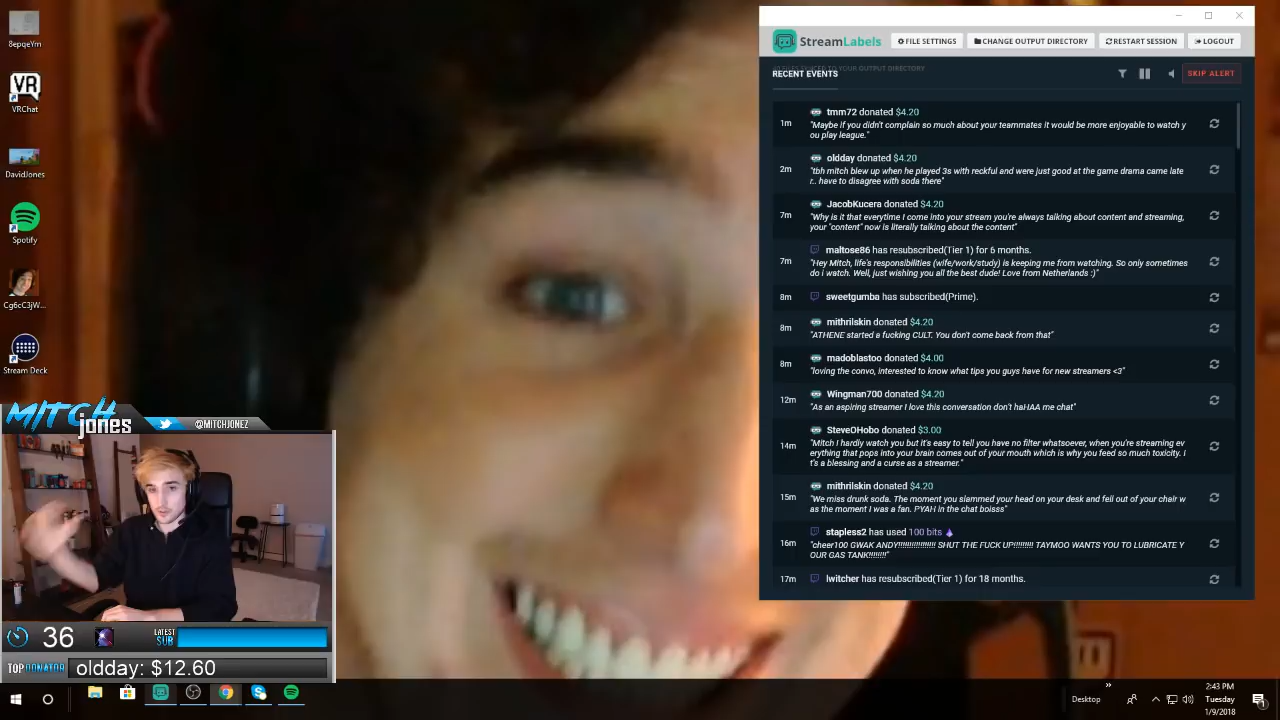 8epqeYm
VR
VRChat
DavidJones
Spotify
Cg6cC3jW...
Stream Deck
StreamLabels
FILE SETTINGS
CHANGE OUTPUT DIRECTORY
RESTART SESSION
LOGOUT
RECENT EVENTS
SKIP ALERT
1m
tmm72 donated $4.20
"Maybe if you didn't complain so much about your teammates it would be more enjoyable to watch y
ou play league."
2m
oldday donated $4.20
"tbh mitch blew up when he played 3s with reckful and were just good at the game drama came late
r.. have to disagree with soda there"
7m
JacobKucera donated $4.20
"Why is it that everytime I come into your stream you're always talking about content and streaming,
your "content" now is literally talking about the content"
7m
maltose86 has resubscribed(Tier 1) for 6 months.
"Hey Mitch, life's responsibilities (wife/work/study) is keeping me from watching. So only sometimes
do i watch. Well, just wishing you all the best dude! Love from Netherlands :)"
8m
sweetgumba has subscribed(Prime).
8m
mithrilskin donated $4.20
"ATHENE started a fucking CULT. You don't come back from that"
8m
madoblastoo donated $4.00
"loving the convo, interested to know what tips you guys have for new streamers <3"
12m
Wingman700 donated $4.20
"As an aspiring streamer I love this conversation don't haHAA me chat"
14m
SteveOHobo donated $3.00
"Mitch I hardly watch you but it's easy to tell you have no filter whatsoever, when you're streaming ev
erything that pops into your brain comes out of your mouth which is why you feed so much toxicity. I
t's a blessing and a curse as a streamer."
15m
mithrilskin donated $4.20
"We miss drunk soda. The moment you slammed your head on your desk and fell out of your chair w
as the moment I was a fan. PYAH in the chat boisss"
16m
stapless2 has used 100 bits
"cheer100 GWAK ANDY!!!!!!!!!!!!!!!! SHUT THE FUCK UP!!!!!!!!! TAYMOO WANTS YOU TO LUBRICATE Y
OUR GAS TANK!!!!!!!!"
17m
lwitcher has resubscribed(Tier 1) for 18 months.
MITCH
jones
@MITCHJONEZ
36
LATEST
SUB
TOP DONATOR
oldday: $12.60
Desktop
»
2:43 PM
Tuesday
1/9/2018
1